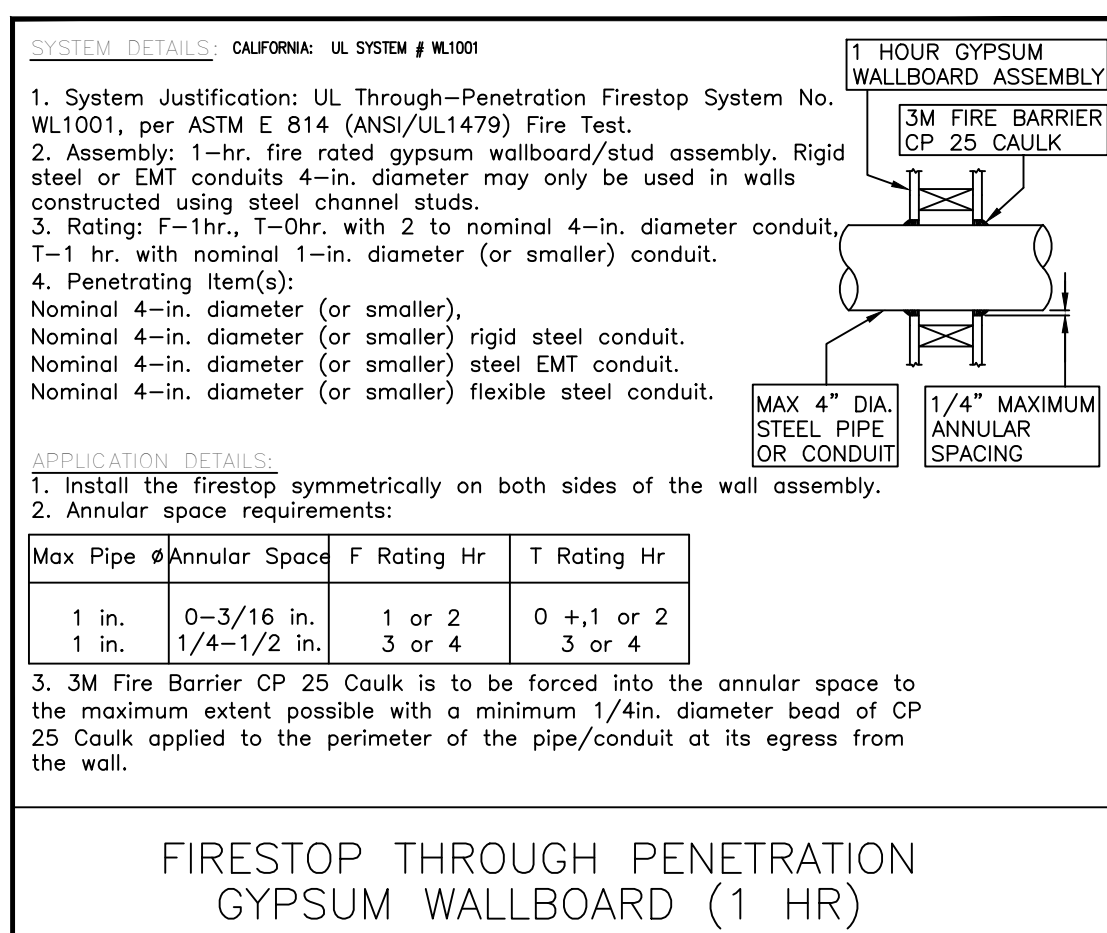 SYSTEM DETAILS: CALIFORNIA: UL SYSTEM # WL1001
1. System Justification: UL Through-Penetration Firestop System No.
WL1001, per ASTM E 814 (ANSI/UL1479) Fire Test.
2. Assembly: 1-hr. fire rated gypsum wallboard/stud assembly. Rigid
steel or EMT conduits 4-in. diameter may only be used in walls
constructed using steel channel studs.
3. Rating: F-1hr., T-0hr. with 2 to nominal 4-in. diameter conduit,
T-1 hr. with nominal 1-in. diameter (or smaller) conduit.
4. Penetrating Item(s):
Nominal 4-in. diameter (or smaller),
Nominal 4-in. diameter (or smaller) rigid steel conduit.
Nominal 4-in. diameter (or smaller) steel EMT conduit.
Nominal 4-in. diameter (or smaller) flexible steel conduit.
1 HOUR GYPSUM
WALLBOARD ASSEMBLY
3M FIRE BARRIER
CP 25 CAULK
MAX 4" DIA.
STEEL PIPE
OR CONDUIT
1/4" MAXIMUM
ANNULAR
SPACING
APPLICATION DETAILS:
1. Install the firestop symmetrically on both sides of the wall assembly.
2. Annular space requirements:
Max Pipe ø Annular Space F Rating Hr T Rating Hr
1 in. 0-3/16 in. 1 or 2 0 +,1 or 2
1 in. 1/4-1/2 in. 3 or 4 3 or 4
3. 3M Fire Barrier CP 25 Caulk is to be forced into the annular space to
the maximum extent possible with a minimum 1/4in. diameter bead of CP
25 Caulk applied to the perimeter of the pipe/conduit at its egress from
the wall.
FIRESTOP THROUGH PENETRATION
GYPSUM WALLBOARD (1 HR)